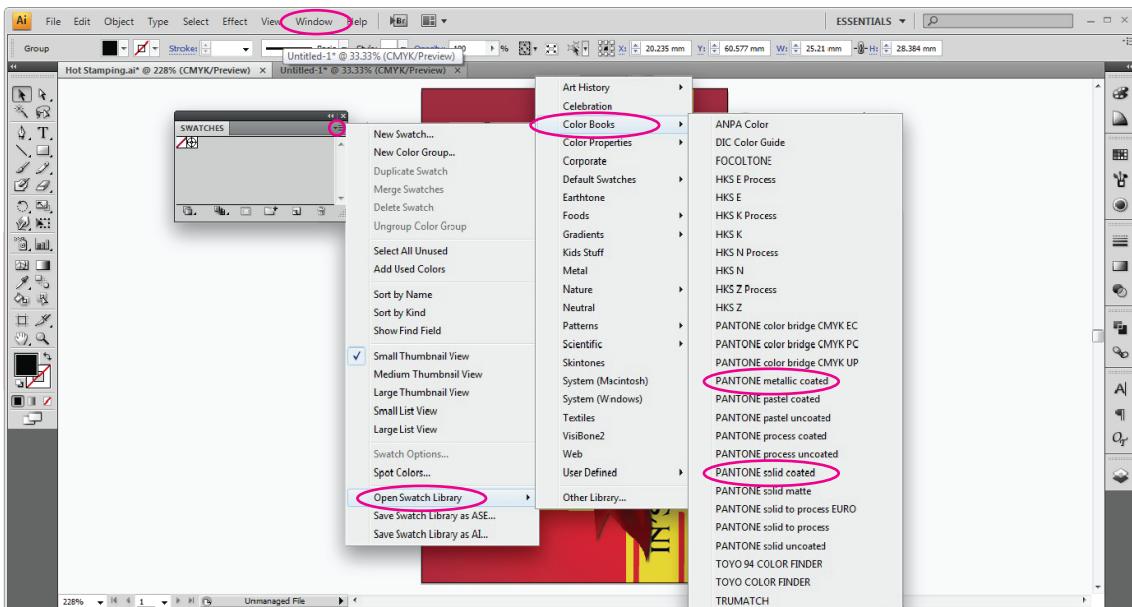 Ai File Edit Object Type Select Effect View Window Help Br ESSENTIALS
Group Stroke: Basic Style: Opacity: 100 % X: 20.235 mm Y: 60.577 mm W: 25.21 mm H: 28.384 mm
Untitled-1* @ 33.33% (CMYK/Preview)
Hot Stamping.ai* @ 228% (CMYK/Preview) × Untitled-1* @ 33.33% (CMYK/Preview) ×
SWATCHES
New Swatch...
New Color Group...
Duplicate Swatch
Merge Swatches
Delete Swatch
Ungroup Color Group
Select All Unused
Add Used Colors
Sort by Name
Sort by Kind
Show Find Field
Small Thumbnail View
Medium Thumbnail View
Large Thumbnail View
Small List View
Large List View
Swatch Options...
Spot Colors...
Open Swatch Library
Save Swatch Library as ASE...
Save Swatch Library as AI...
Art History
Celebration
Color Books
Color Properties
Corporate
Default Swatches
Earthtone
Foods
Gradients
Kids Stuff
Metal
Nature
Neutral
Patterns
Scientific
Skintones
System (Macintosh)
System (Windows)
Textiles
VisiBone2
Web
User Defined
Other Library...
ANPA Color
DIC Color Guide
FOCOLTONE
HKS E Process
HKS E
HKS K Process
HKS K
HKS N Process
HKS N
HKS Z Process
HKS Z
PANTONE color bridge CMYK EC
PANTONE color bridge CMYK PC
PANTONE color bridge CMYK UP
PANTONE metallic coated
PANTONE pastel coated
PANTONE pastel uncoated
PANTONE process coated
PANTONE process uncoated
PANTONE solid coated
PANTONE solid matte
PANTONE solid to process EURO
PANTONE solid to process
PANTONE solid uncoated
TOYO 94 COLOR FINDER
TOYO COLOR FINDER
TRUMATCH
IN'S
228% 1 Unmanaged File